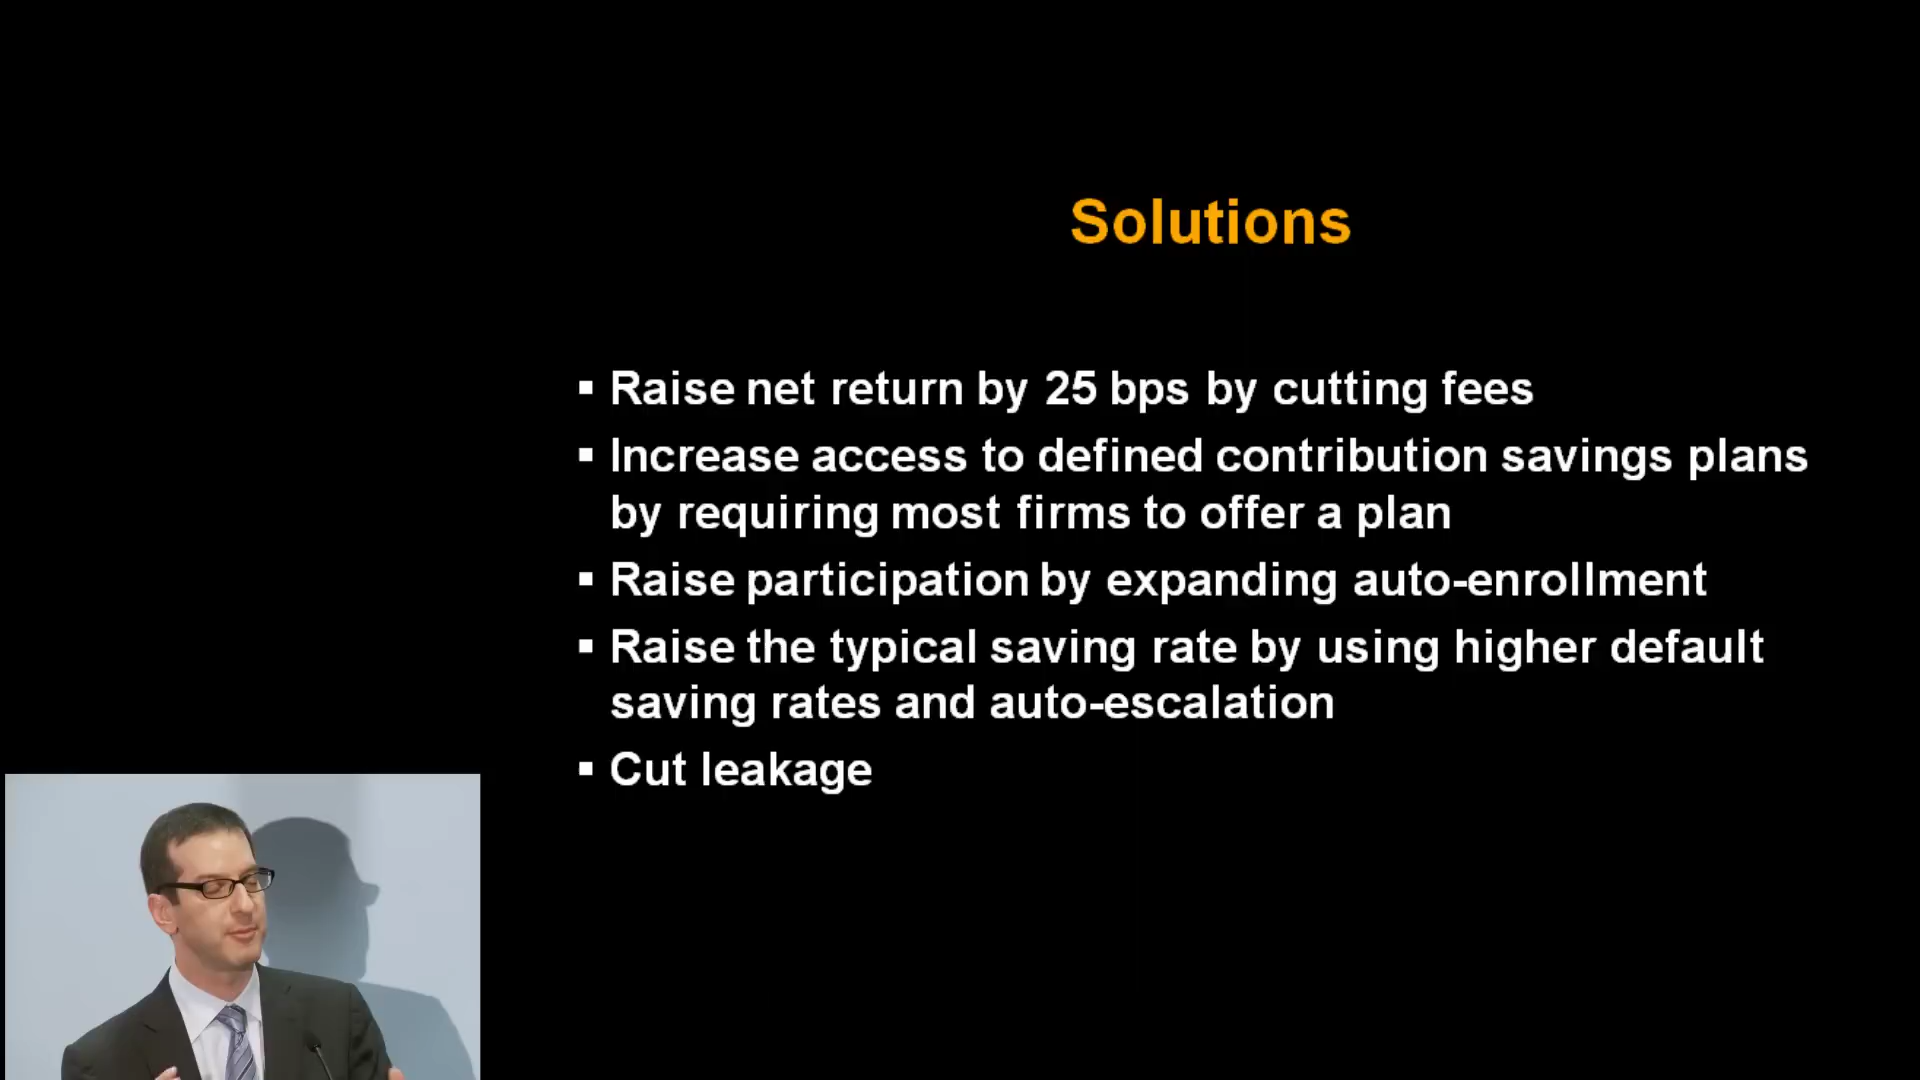 Solutions
▪ Raise net return by 25 bps by cutting fees
▪ Increase access to defined contribution savings plans
by requiring most firms to offer a plan
▪ Raise participation by expanding auto-enrollment
▪ Raise the typical saving rate by using higher default
saving rates and auto-escalation
▪ Cut leakage